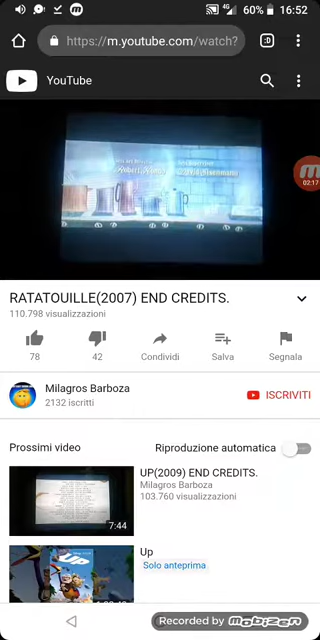 4G 60% 16:52
https://m.youtube.com/watch? :D
YouTube
02:17
RATATOUILLE(2007) END CREDITS.
110.798 visualizzazioni
78 42 Condividi Salva Segnala
Milagros Barboza
2132 iscritti
ISCRIVITI
Prossimi video Riproduzione automatica
UP(2009) END CREDITS.
Milagros Barboza
103.760 visualizzazioni
7:44
Up
Solo anteprima
UP
Recorded by mobizen